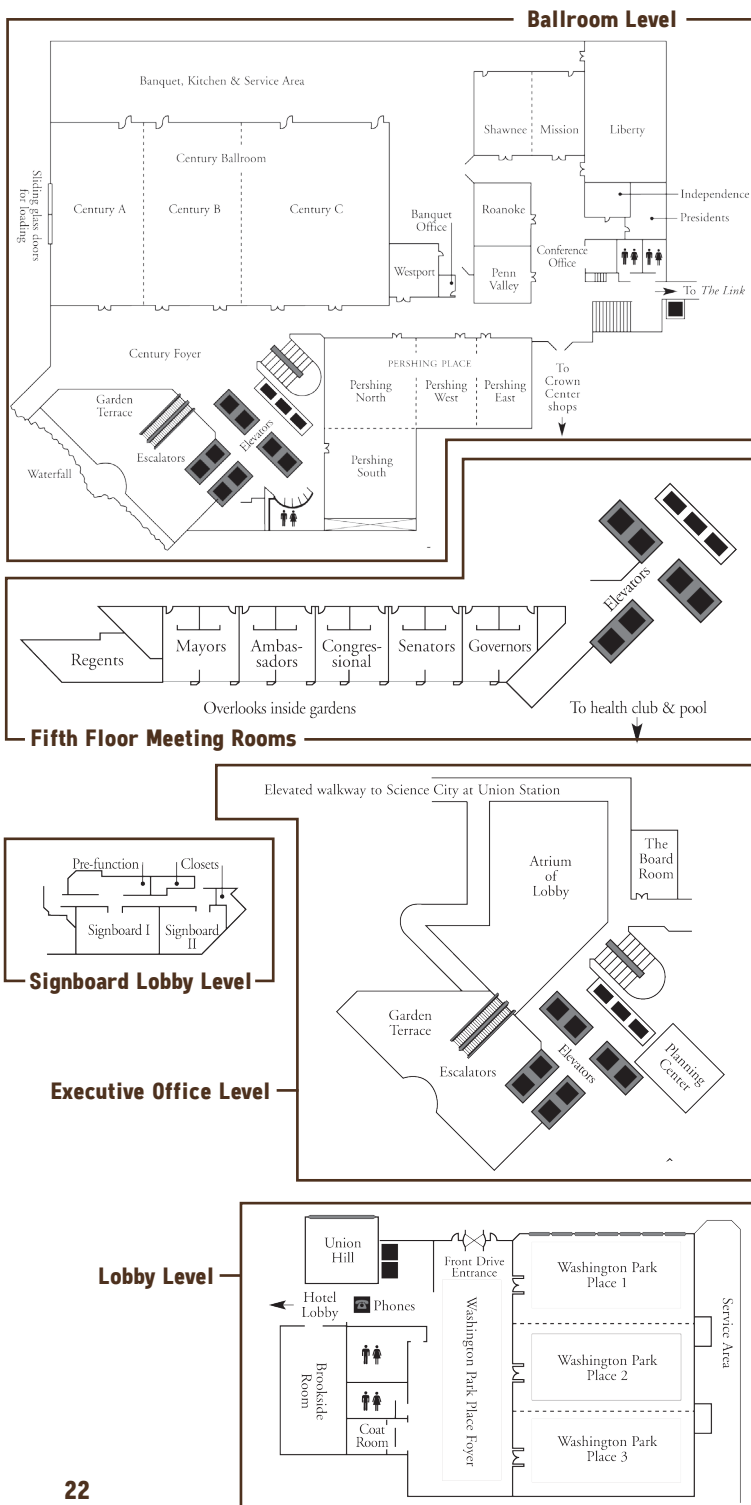 Ballroom Level
Banquet, Kitchen & Service Area
Shawnee
Mission
Liberty
Century Ballroom
Sliding glass doors
for loading
Century A
Century B
Century C
Independence
Presidents
Roanoke
Banquet
Office
Conference
Office
Westport
Penn
Valley
To The Link
Century Foyer
PERSHING PLACE
Pershing
North
Pershing
West
Pershing
East
To
Crown
Center
shops
Garden
Terrace
Escalators
Elevators
Waterfall
Pershing
South
Elevators
Regents
Mayors
Ambas-
sadors
Congres-
sional
Senators
Governors
Overlooks inside gardens
To health club & pool
Fifth Floor Meeting Rooms
Elevated walkway to Science City at Union Station
The
Board
Room
Atrium
of
Lobby
Pre-function
Closets
Signboard I
Signboard
II
Signboard Lobby Level
Garden
Terrace
Escalators
Elevators
Planning
Center
Executive Office Level
Lobby Level
Union
Hill
Front Drive
Entrance
Hotel
Lobby
Phones
Washington Park
Place 1
Washington Park Place Foyer
Service Area
Brookside
Room
Washington Park
Place 2
Coat
Room
Washington Park
Place 3
22